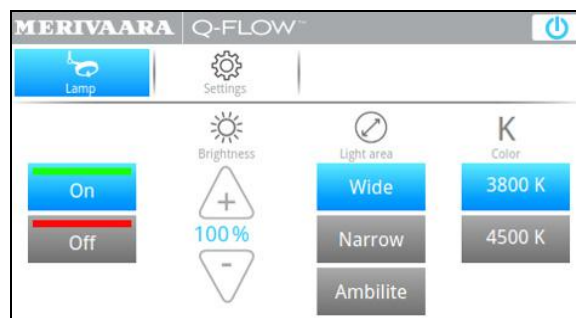 MERIVAARA Q-FLOW™
Lamp Settings
Brightness Light area K Color
On + Wide 3800 K
Off 100% Narrow 4500 K
- Ambilite